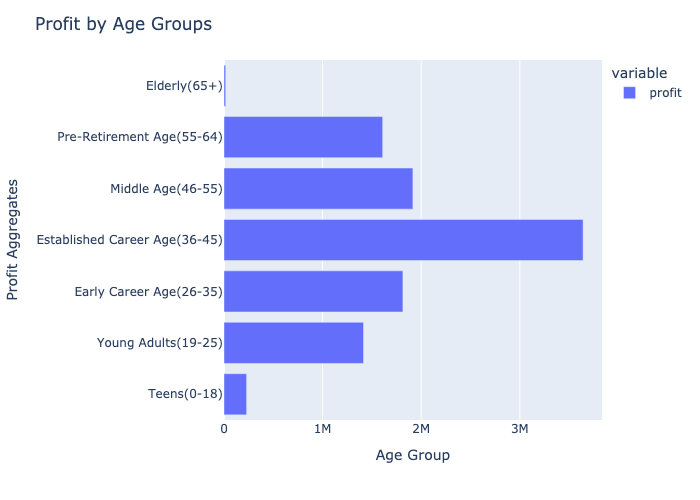 Profit by Age Groups
variable
profit
Profit Aggregates
Elderly(65+)
Pre-Retirement Age(55-64)
Middle Age(46-55)
Established Career Age(36-45)
Early Career Age(26-35)
Young Adults(19-25)
Teens(0-18)
0 1M 2M 3M
Age Group